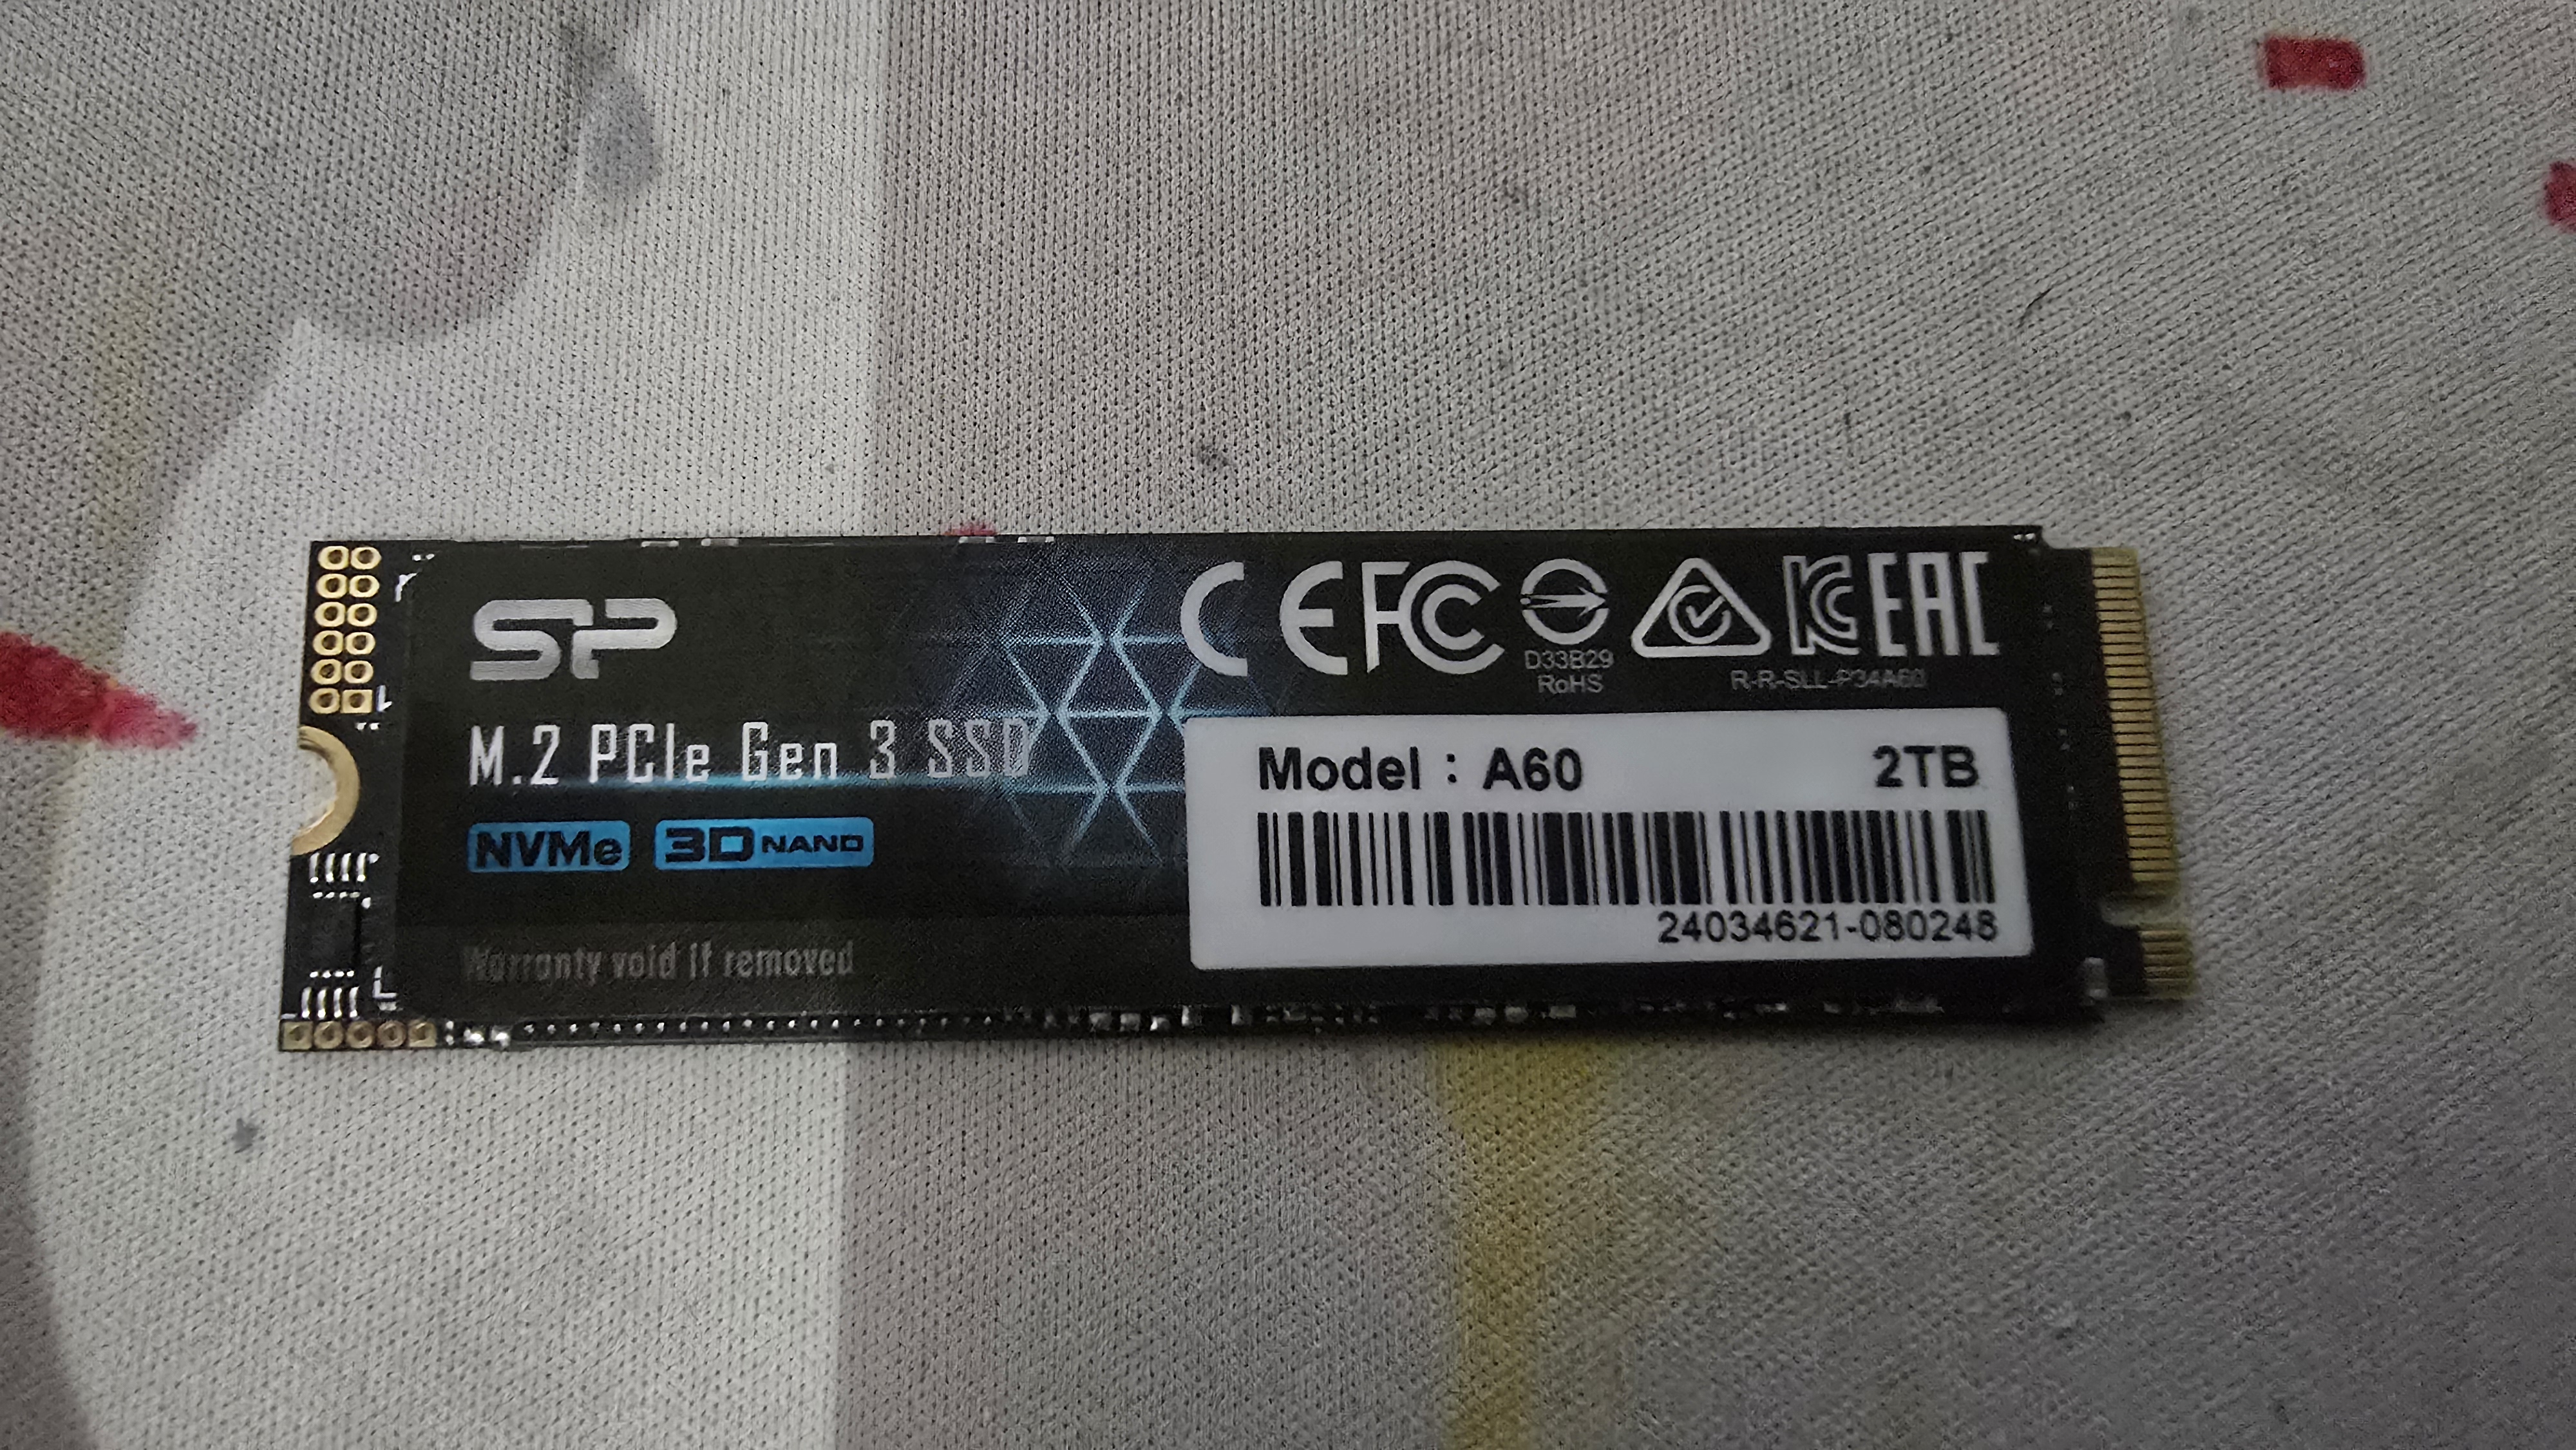 SP
M.2 PCIe Gen 3 SSD
NVMe 3D NAND
Warranty void if removed
CE FC KC EAC
D33B29
RoHS
R-R-SLL-P34A60
Model : A60 2TB
24034621-080248